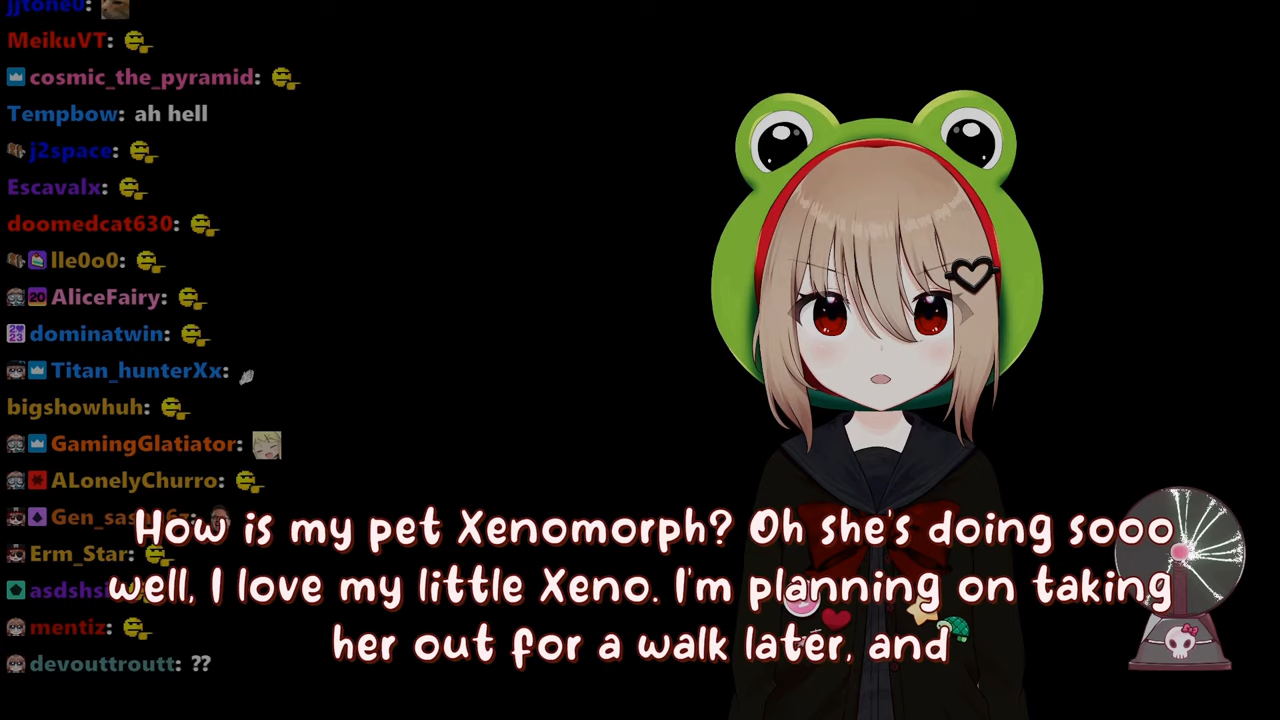 jjtone0:
MeikuVT:
cosmic_the_pyramid:
Tempbow: ah hell
j2space:
Escavalx:
doomedcat630:
lle0o0:
20 AliceFairy:
dominatwin:
Titan_hunterXx:
bigshowhuh:
GamingGlatiator:
ALonelyChurro:
How is my pet Xenomorph? Oh she's doing sooo
Erm_Star:
well, I love my little Xeno. I'm planning on taking
mentiz:
her out for a walk later, and
devouttroutt: ??